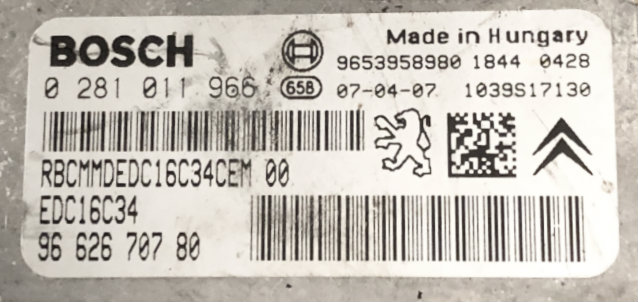 BOSCH
Made in Hungary
9653958980 1844 0428
0 281 011 966 658 07-04-07 1039S17130
RBCMMDEDC16C34CEM 00
EDC16C34
96 626 707 80